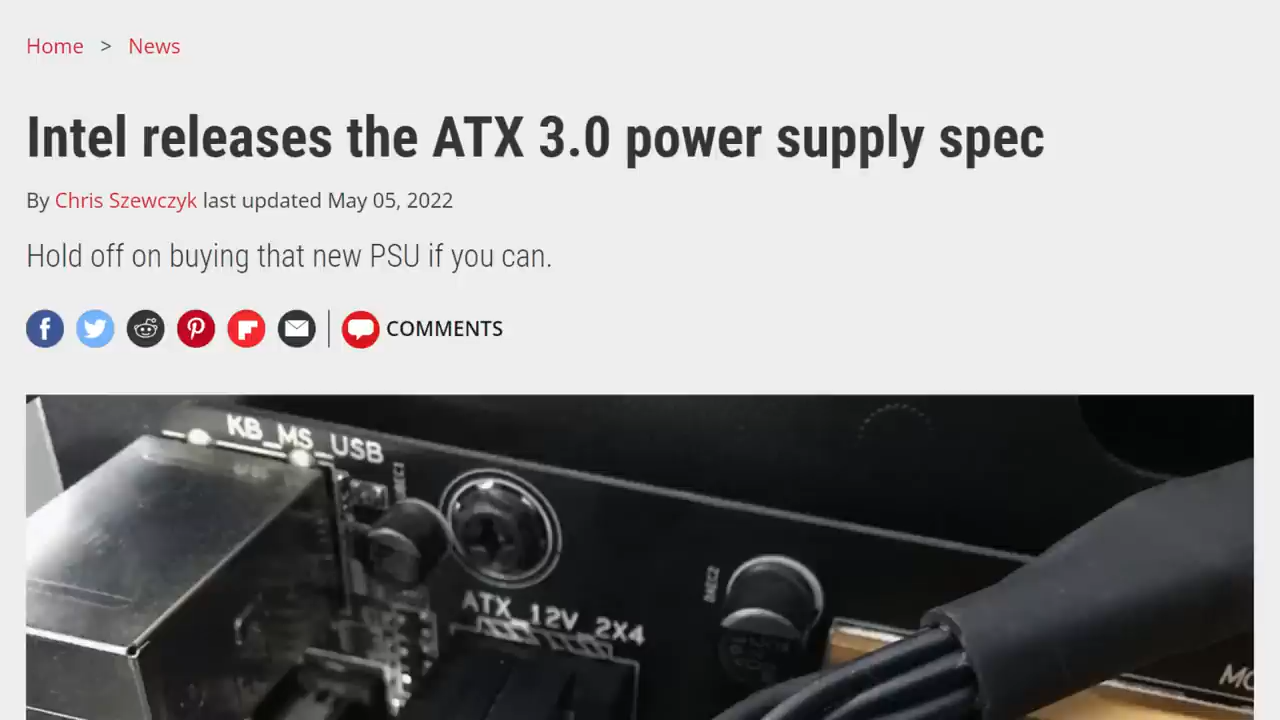 Home > News
Intel releases the ATX 3.0 power supply spec
By Chris Szewczyk last updated May 05, 2022
Hold off on buying that new PSU if you can.
COMMENTS
KB_MS_USB
ATX_12V_2X4